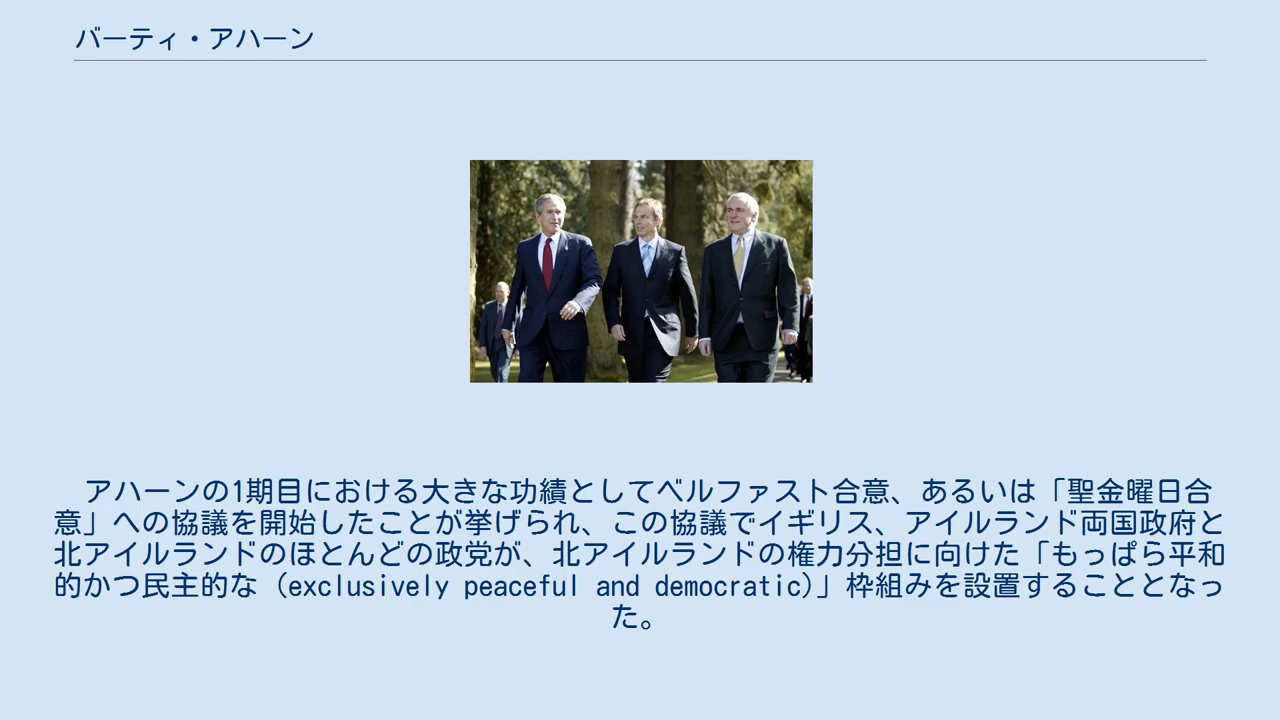 バーティ・アハーン
アハーンの1期目における大きな功績としてベルファスト合意、あるいは「聖金曜日合
意」への協議を開始したことが挙げられ、この協議でイギリス、アイルランド両国政府と
北アイルランドのほとんどの政党が、北アイルランドの権力分担に向けた「もっぱら平和
的かつ民主的な（exclusively peaceful and democratic)」枠組みを設置することとなっ
た。